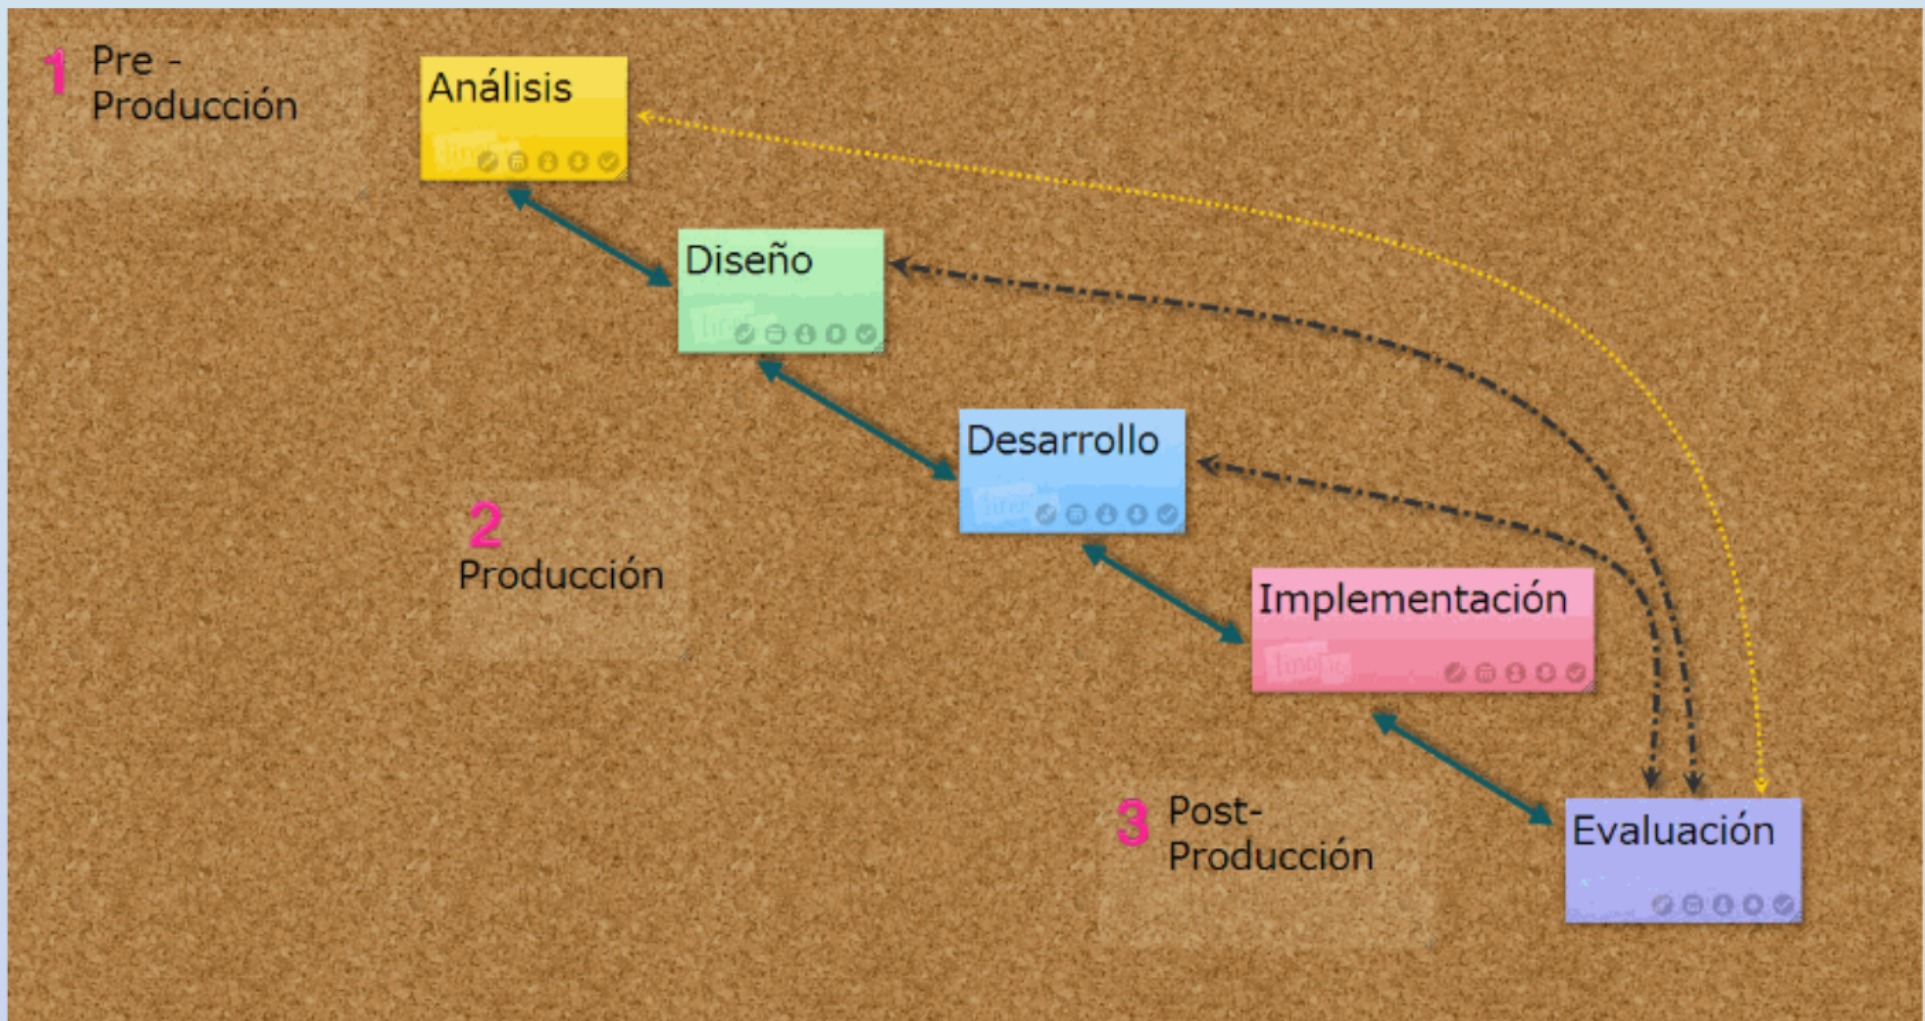 1 Pre -
Producción
Análisis
Diseño
Desarrollo
2
Producción
Implementación
3 Post-
Producción
Evaluación